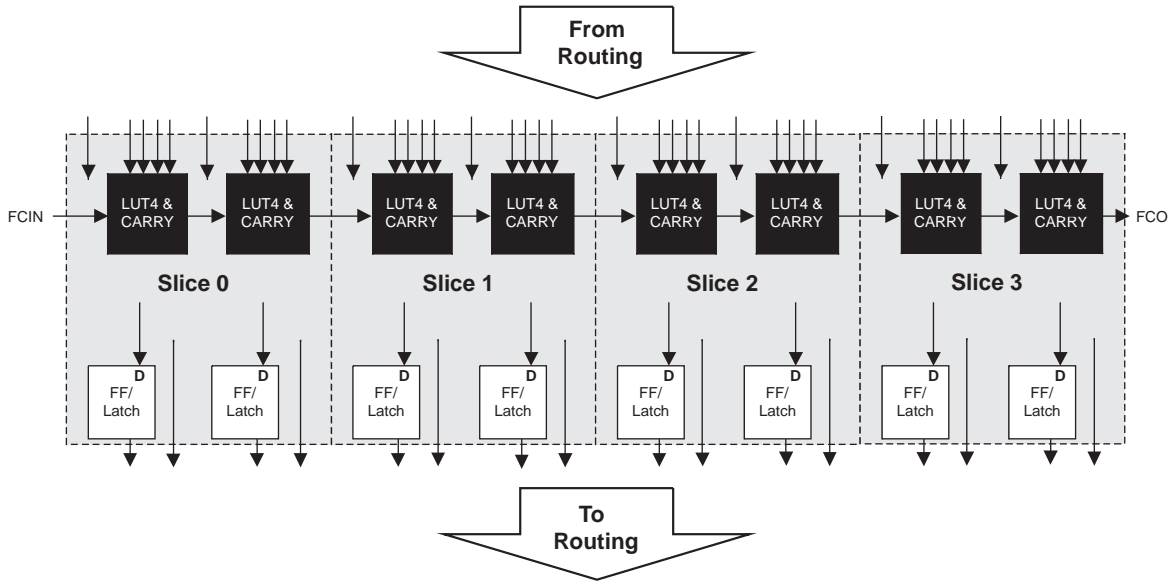 From
Routing
FCIN
LUT4 &
CARRY
LUT4 &
CARRY
LUT4 &
CARRY
LUT4 &
CARRY
LUT4 &
CARRY
LUT4 &
CARRY
LUT4 &
CARRY
LUT4 &
CARRY
FCO
Slice 0
Slice 1
Slice 2
Slice 3
D
FF/
Latch
D
FF/
Latch
D
FF/
Latch
D
FF/
Latch
D
FF/
Latch
D
FF/
Latch
D
FF/
Latch
D
FF/
Latch
To
Routing